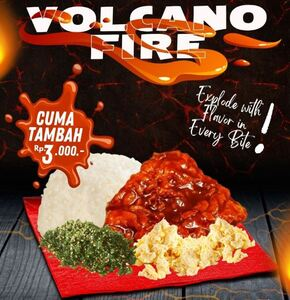 VOLCANO
FIRE
CUMA
TAMBAH
Rp3.000,-
Explode with
Flavor in
Every Bite!